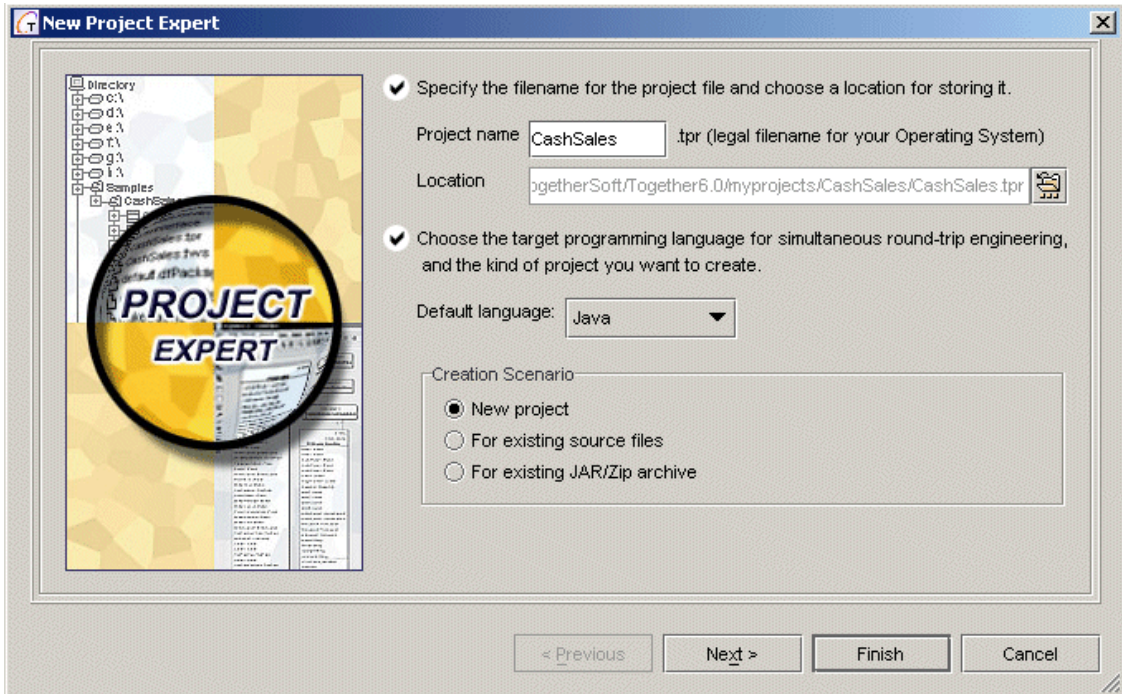 New Project Expert
Directory
c:\
d:\
e:\
f:\
g:\
Samples
CashSales.tpr
CashSales.tws
PROJECT
EXPERT
Specify the filename for the project file and choose a location for storing it.
Project name CashSales .tpr (legal filename for your Operating System)
Location ogetherSoft/Together6.0/myprojects/CashSales/CashSales.tpr
Choose the target programming language for simultaneous round-trip engineering,
and the kind of project you want to create.
Default language: Java
Creation Scenario
New project
For existing source files
For existing JAR/Zip archive
< Previous Next > Finish Cancel